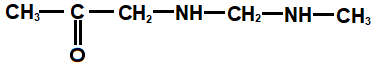 CH₃ C CH₂ NH CH₂ NH CH₃
O